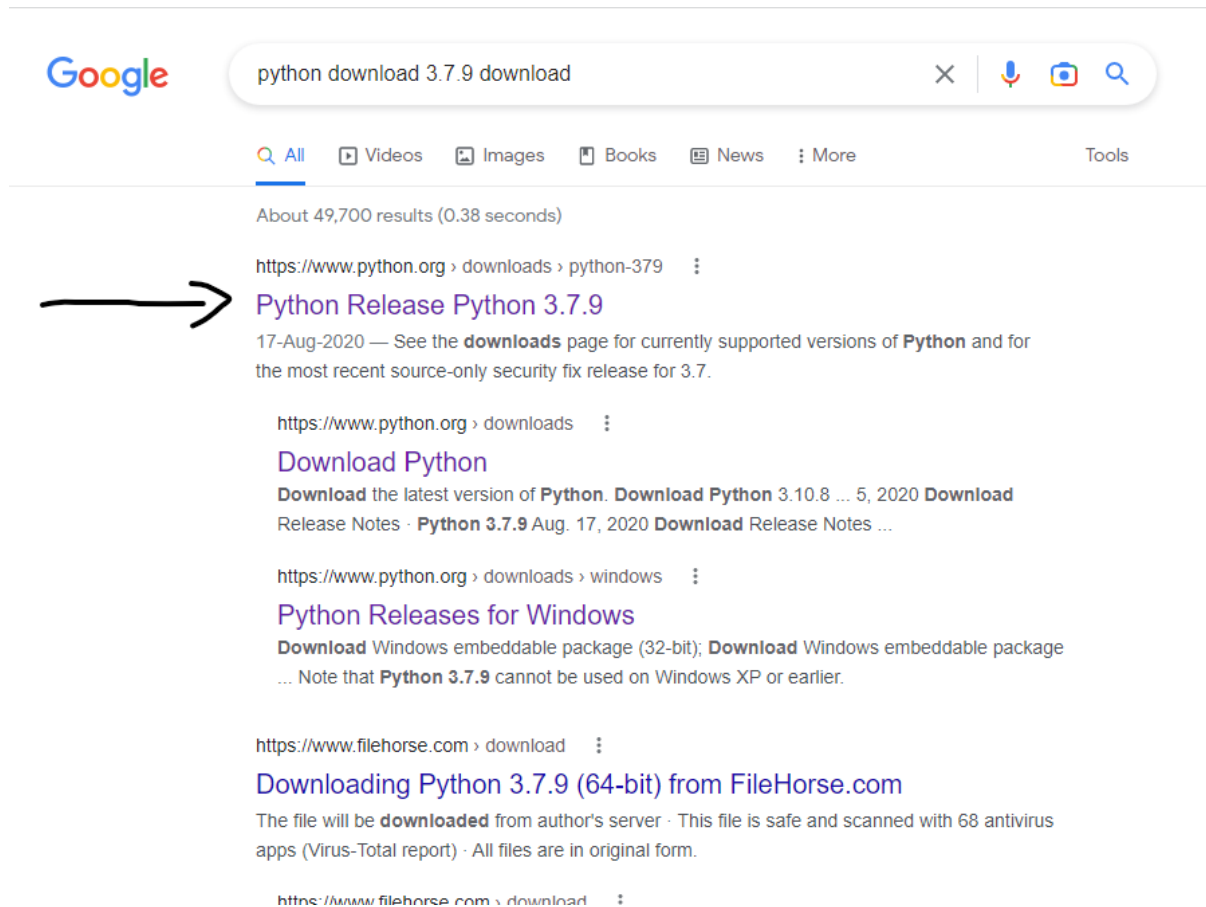 Google
python download 3.7.9 download
All Videos Images Books News More Tools
About 49,700 results (0.38 seconds)
https://www.python.org › downloads › python-379
Python Release Python 3.7.9
17-Aug-2020 — See the downloads page for currently supported versions of Python and for
the most recent source-only security fix release for 3.7.
https://www.python.org › downloads
Download Python
Download the latest version of Python. Download Python 3.10.8 ... 5, 2020 Download
Release Notes · Python 3.7.9 Aug. 17, 2020 Download Release Notes ...
https://www.python.org › downloads › windows
Python Releases for Windows
Download Windows embeddable package (32-bit); Download Windows embeddable package
... Note that Python 3.7.9 cannot be used on Windows XP or earlier.
https://www.filehorse.com › download
Downloading Python 3.7.9 (64-bit) from FileHorse.com
The file will be downloaded from author's server · This file is safe and scanned with 68 antivirus
apps (Virus-Total report) · All files are in original form.
https://www.filehorse.com › download